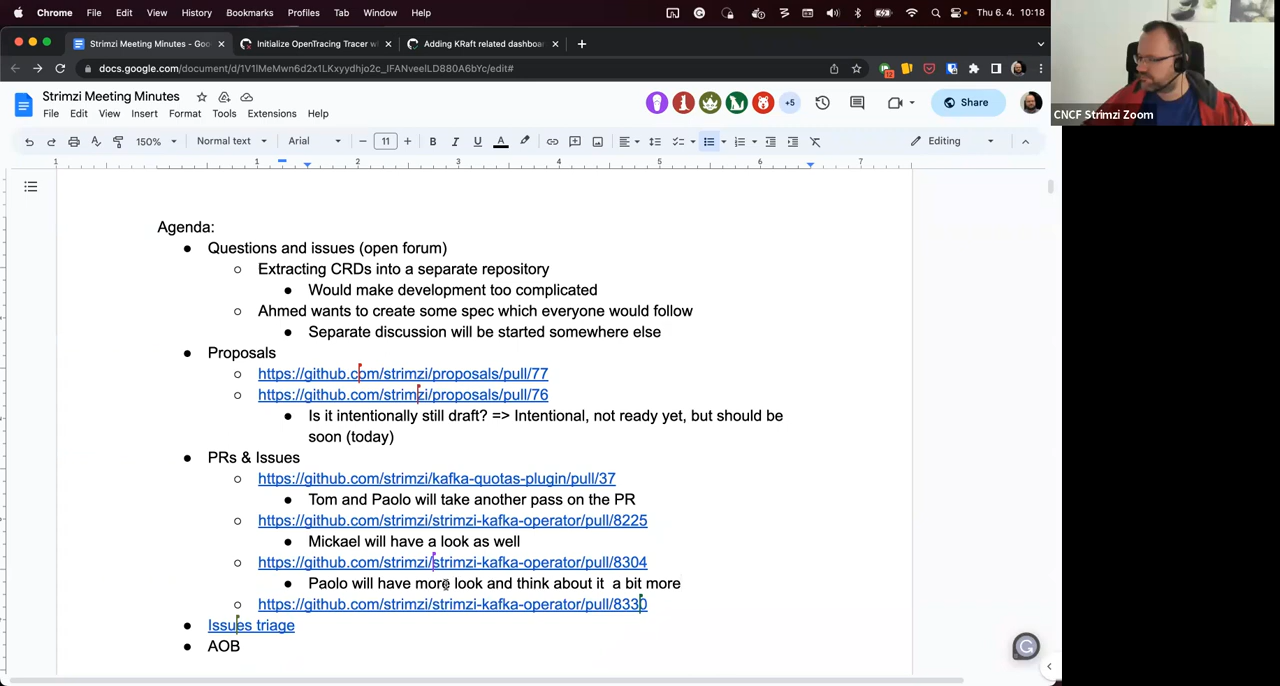 Chrome File Edit View History Bookmarks Profiles Tab Window Help Thu 6. 4. 10:18
Strimzi Meeting Minutes - Goo Initialize OpenTracing Tracer w Adding KRaft related dashboa
docs.google.com/document/d/1V1lMeMwn6d2x1LKxyydhjo2c_IFANveelLD880A6bYc/edit#
CNCF Strimzi Zoom
Strimzi Meeting Minutes
+5
Share
File Edit View Insert Format Tools Extensions Help
150% Normal text Arial 11 B I U A Editing
1 1 2 3 4 5 6 7
Agenda:
Questions and issues (open forum)
Extracting CRDs into a separate repository
Would make development too complicated
Ahmed wants to create some spec which everyone would follow
Separate discussion will be started somewhere else
Proposals
https://github.com/strimzi/proposals/pull/77
https://github.com/strimzi/proposals/pull/76
Is it intentionally still draft? => Intentional, not ready yet, but should be
soon (today)
PRs & Issues
https://github.com/strimzi/kafka-quotas-plugin/pull/37
Tom and Paolo will take another pass on the PR
https://github.com/strimzi/strimzi-kafka-operator/pull/8225
Mickael will have a look as well
https://github.com/strimzi/strimzi-kafka-operator/pull/8304
Paolo will have more look and think about it a bit more
https://github.com/strimzi/strimzi-kafka-operator/pull/8330
Issues triage
AOB